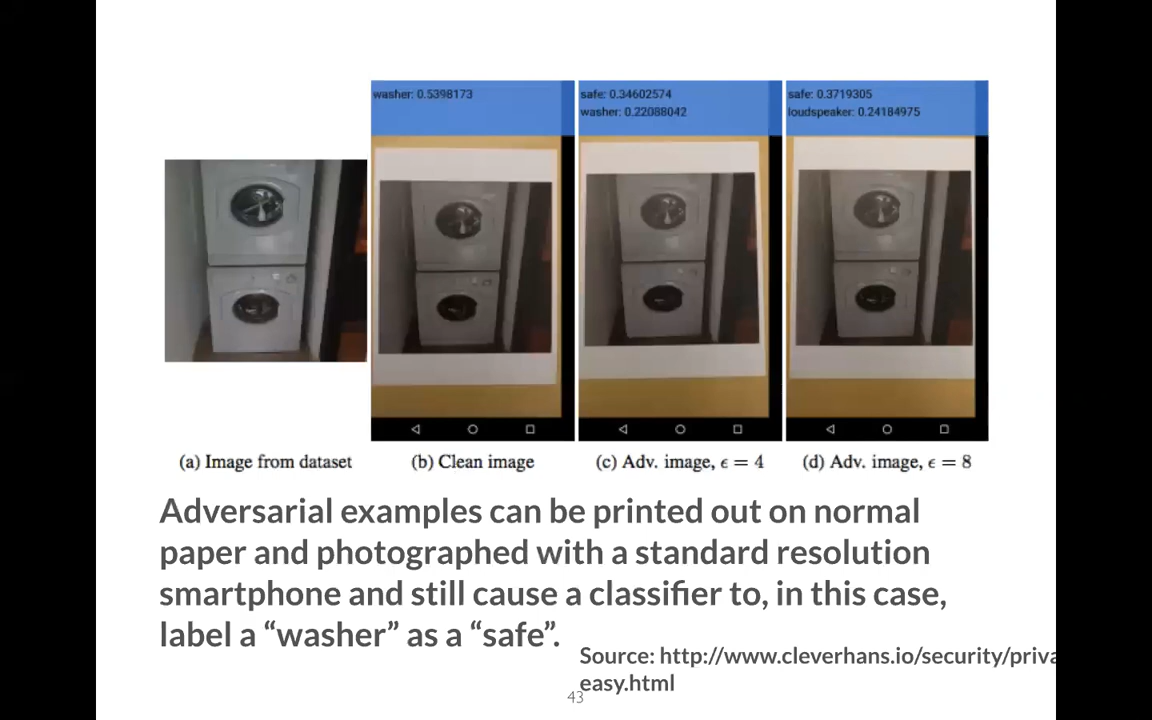 washer: 0.5398173
safe: 0.34602574
washer: 0.22088042
safe: 0.3719305
loudspeaker: 0.24184975
(a) Image from dataset
(b) Clean image
(c) Adv. image, ϵ = 4
(d) Adv. image, ϵ = 8
Adversarial examples can be printed out on normal
paper and photographed with a standard resolution
smartphone and still cause a classifier to, in this case,
label a “washer” as a “safe”.
Source: http://www.cleverhans.io/security/priva
easy.html
43